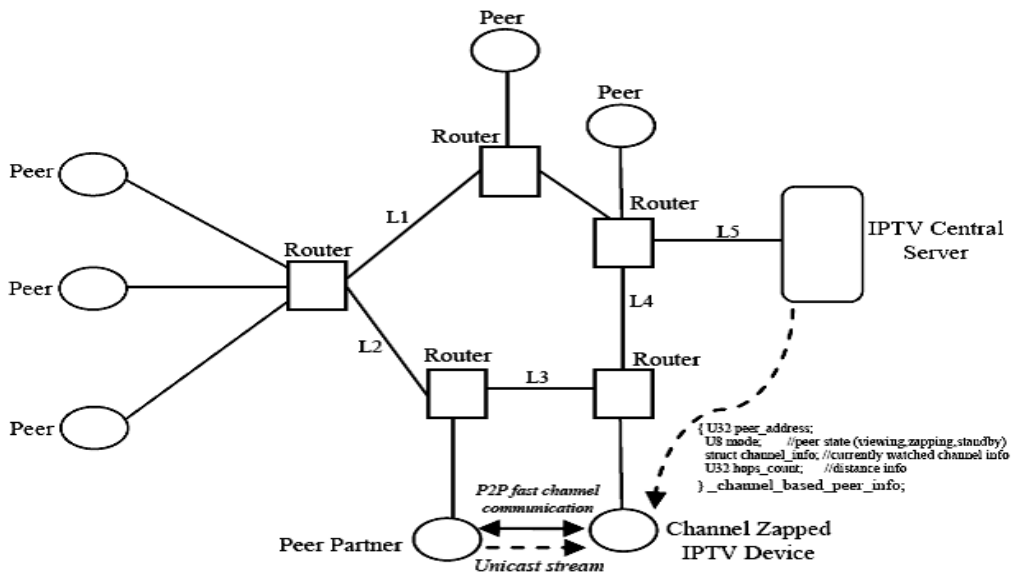 Peer
Peer
Router
Peer
Router
L1
L5
IPTV Central
Server
Router
Peer
L4
L2
Router
Router
L3
Peer
{ U32 peer_address;
U8 mode; //peer state (viewing,zapping,standby)
struct channel_info; //currently watched channel info
U32 hops_count; //distance info
} _channel_based_peer_info;
P2P fast channel
communication
Peer Partner
Channel Zapped
IPTV Device
Unicast stream